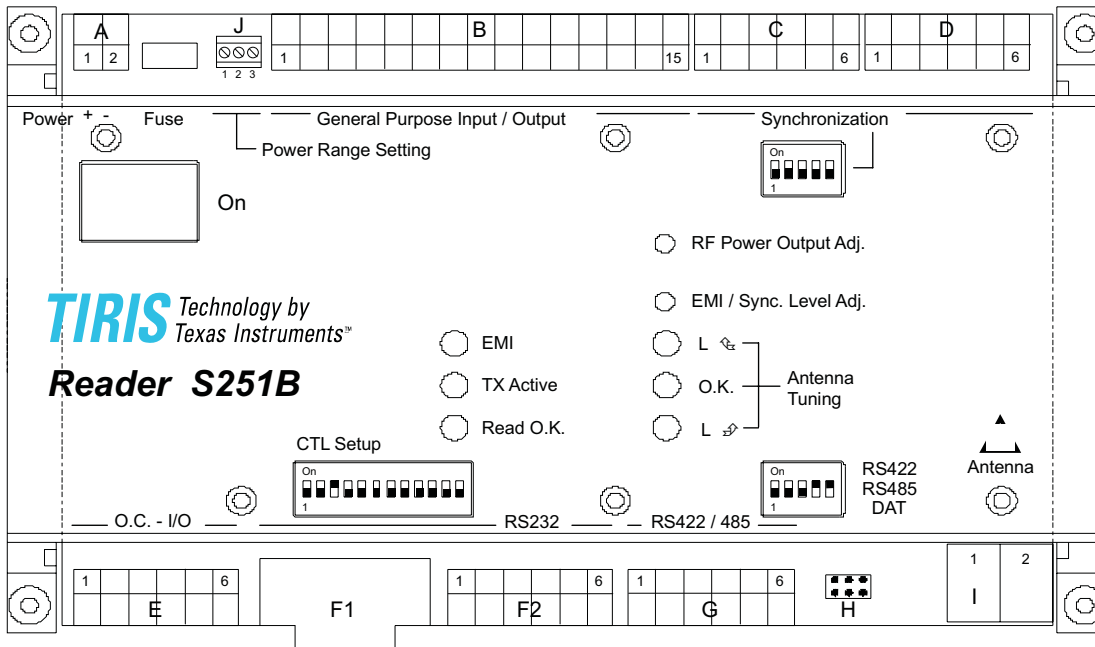 A J B C D
1 2 1 15 1 6 1 6
1 2 3
Power + - Fuse General Purpose Input / Output Synchronization
Power Range Setting
On
1
On
RF Power Output Adj.
EMI / Sync. Level Adj.
TIRIS Technology by
Texas Instruments™
Reader S251B
EMI L
TX Active O.K. Antenna
Tuning
Read O.K. L
CTL Setup
On
1
On
1
RS422
RS485
DAT
Antenna
O.C. - I/O RS232 RS422 / 485
1 6 1 6 1 6 1 2
E F1 F2 G H I